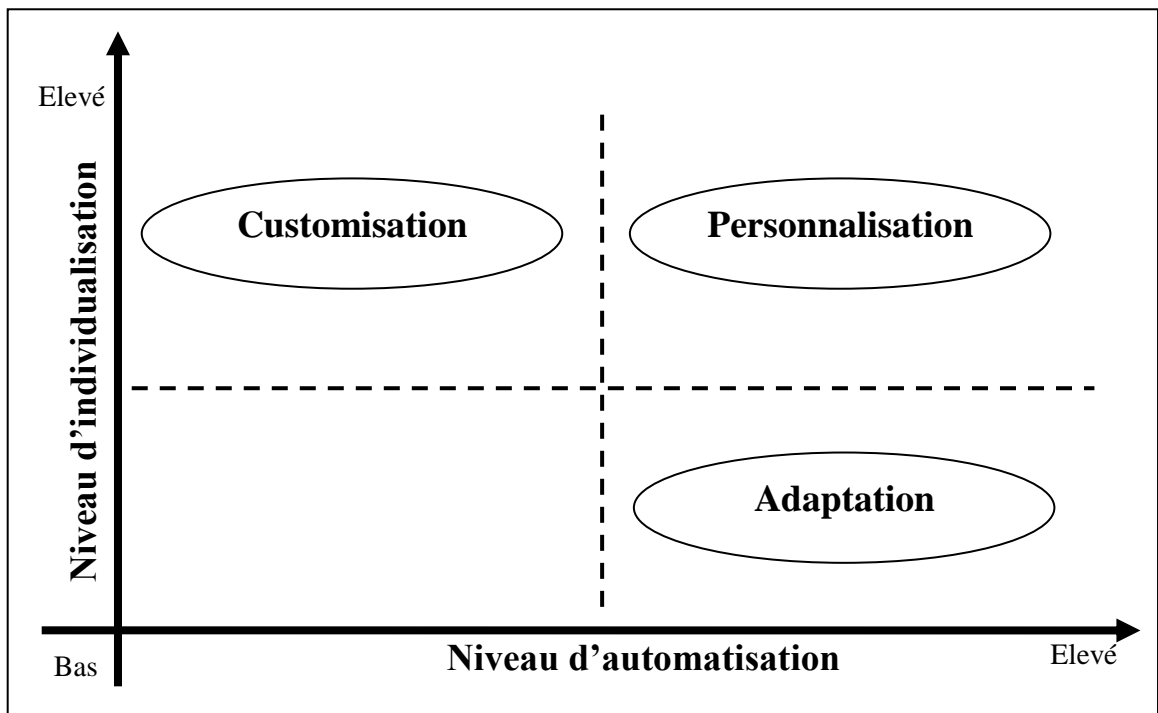 Elevé
Niveau d’individualisation
Customisation
Personnalisation
Adaptation
Bas
Niveau d’automatisation
Elevé